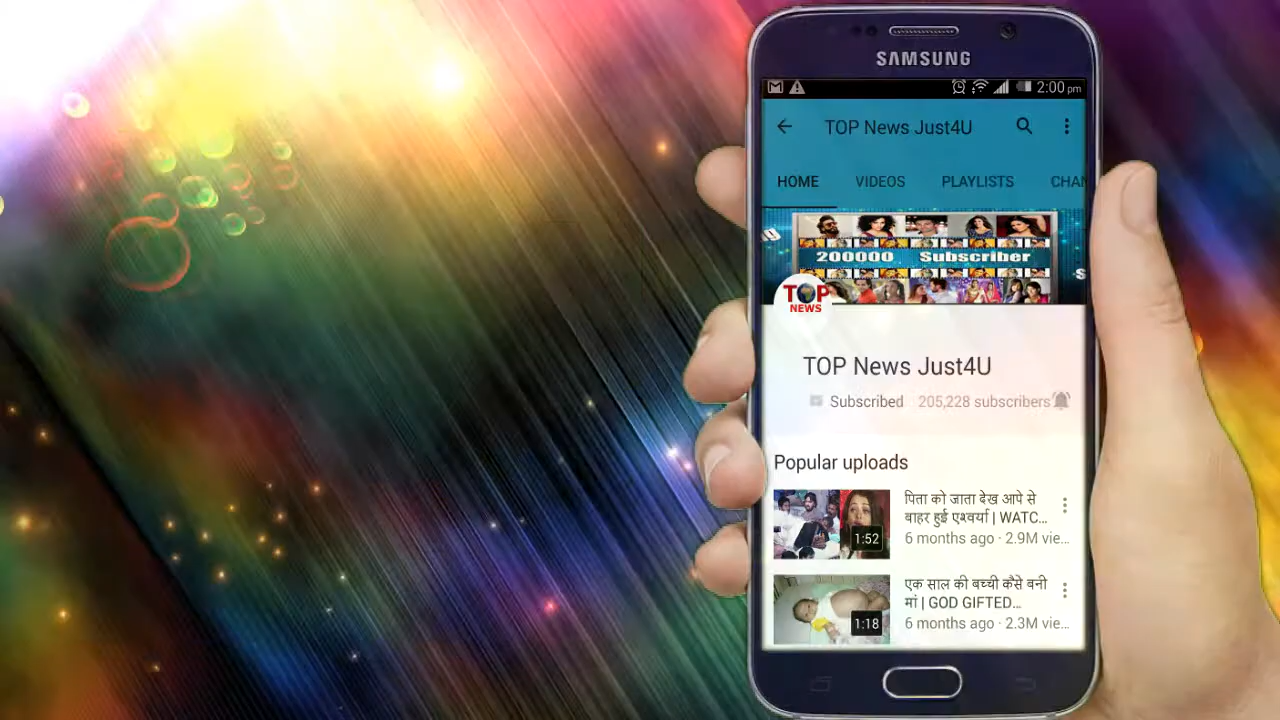 SAMSUNG
2:00 pm
TOP News Just4U
HOME VIDEOS PLAYLISTS CHAN
200000 Subscriber
S
TOP
NEWS
TOP News Just4U
Subscribed 205,228 subscribers
Popular uploads
पिता को जाता देख आपे से
बाहर हुई एश्वर्या | WATC...
1:52
6 months ago · 2.9M vie...
एक साल की बच्ची कैसे बनी
मां | GOD GIFTED...
1:18
6 months ago · 2.3M vie...